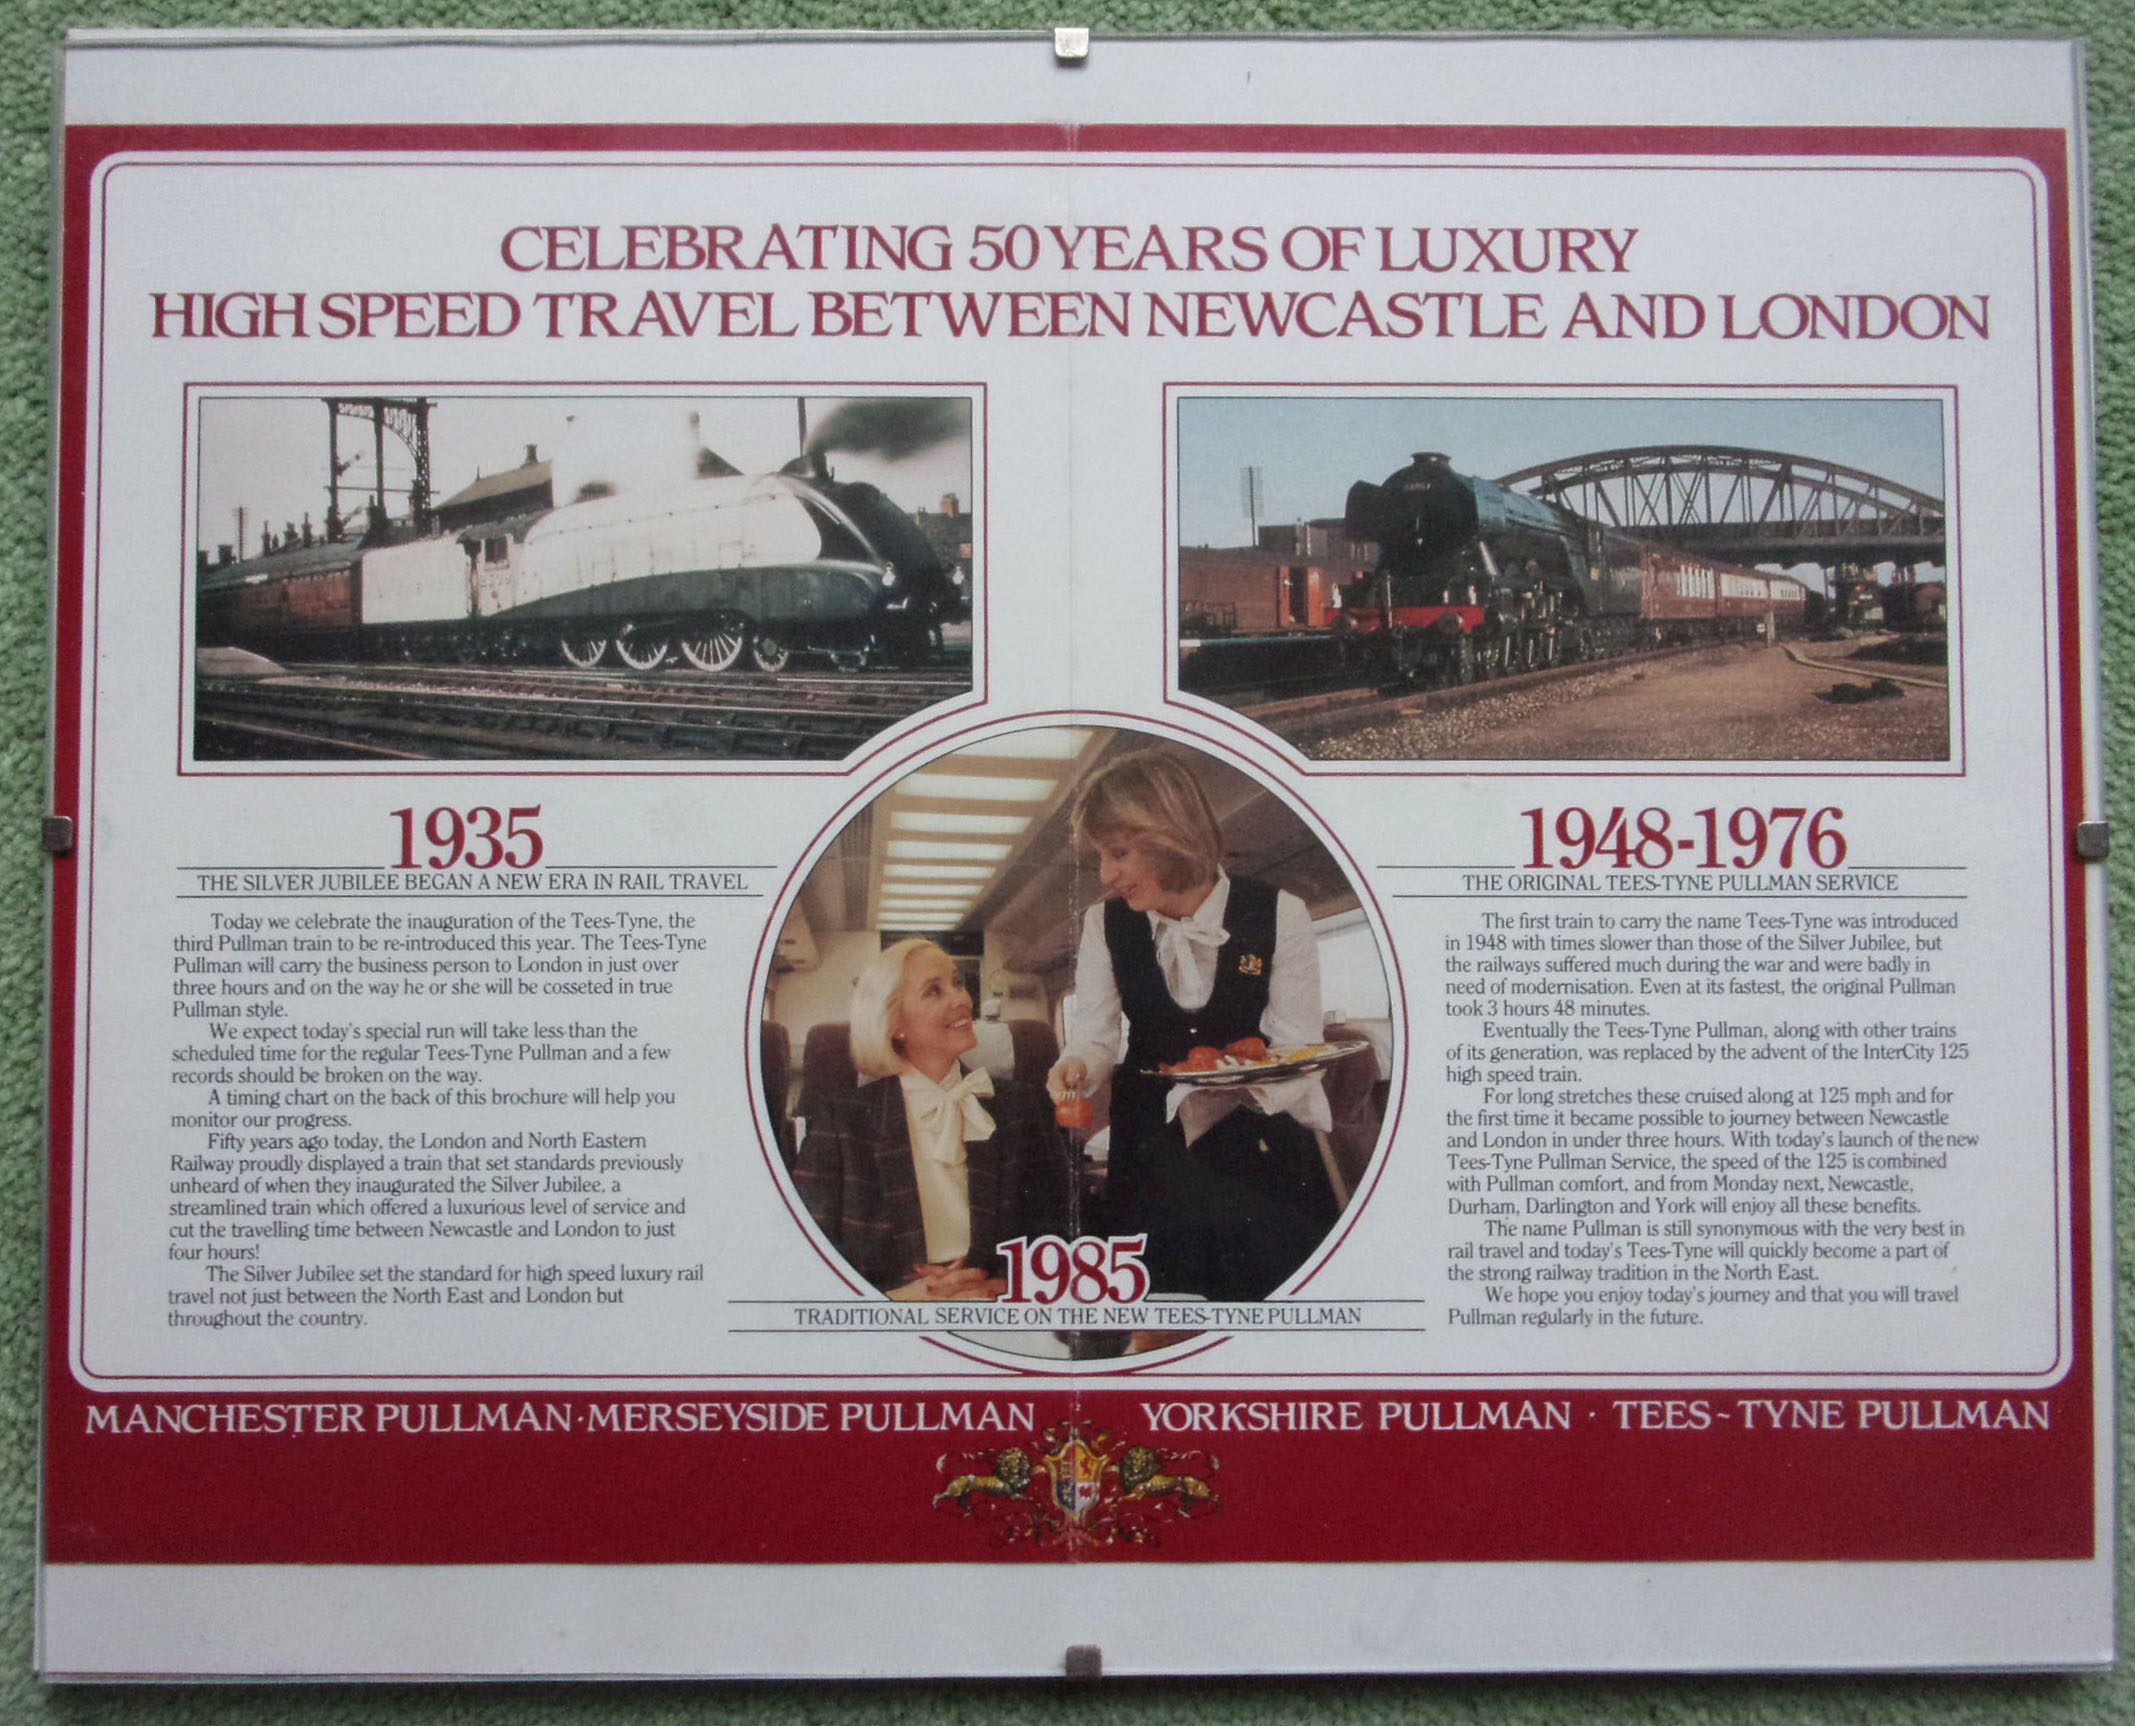 CELEBRATING 50 YEARS OF LUXURY
HIGH SPEED TRAVEL BETWEEN NEWCASTLE AND LONDON
1935
THE SILVER JUBILEE BEGAN A NEW ERA IN RAIL TRAVEL
Today we celebrate the inauguration of the Tees-Tyne, the
third Pullman train to be re-introduced this year. The Tees-Tyne
Pullman will carry the business person to London in just over
three hours and on the way he or she will be cosseted in true
Pullman style.
We expect today's special run will take less than the
scheduled time for the regular Tees-Tyne Pullman and a few
records should be broken on the way.
A timing chart on the back of this brochure will help you
monitor our progress.
Fifty years ago today, the London and North Eastern
Railway proudly displayed a train that set standards previously
unheard of when they inaugurated the Silver Jubilee, a
streamlined train which offered a luxurious level of service and
cut the travelling time between Newcastle and London to just
four hours!
The Silver Jubilee set the standard for high speed luxury rail
travel not just between the North East and London but
throughout the country.
1985
TRADITIONAL SERVICE ON THE NEW TEES-TYNE PULLMAN
1948-1976
THE ORIGINAL TEES-TYNE PULLMAN SERVICE
The first train to carry the name Tees-Tyne was introduced
in 1948 with times slower than those of the Silver Jubilee, but
the railways suffered much during the war and were badly in
need of modernisation. Even at its fastest, the original Pullman
took 3 hours 48 minutes.
Eventually the Tees-Tyne Pullman, along with other trains
of its generation, was replaced by the advent of the InterCity 125
high speed train.
For long stretches these cruised along at 125 mph and for
the first time it became possible to journey between Newcastle
and London in under three hours. With today's launch of the new
Tees-Tyne Pullman Service, the speed of the 125 is combined
with Pullman comfort, and from Monday next, Newcastle,
Durham, Darlington and York will enjoy all these benefits.
The name Pullman is still synonymous with the very best in
rail travel and today's Tees-Tyne will quickly become a part of
the strong railway tradition in the North East.
We hope you enjoy today's journey and that you will travel
Pullman regularly in the future.
MANCHESTER PULLMAN · MERSEYSIDE PULLMAN YORKSHIRE PULLMAN · TEES-TYNE PULLMAN